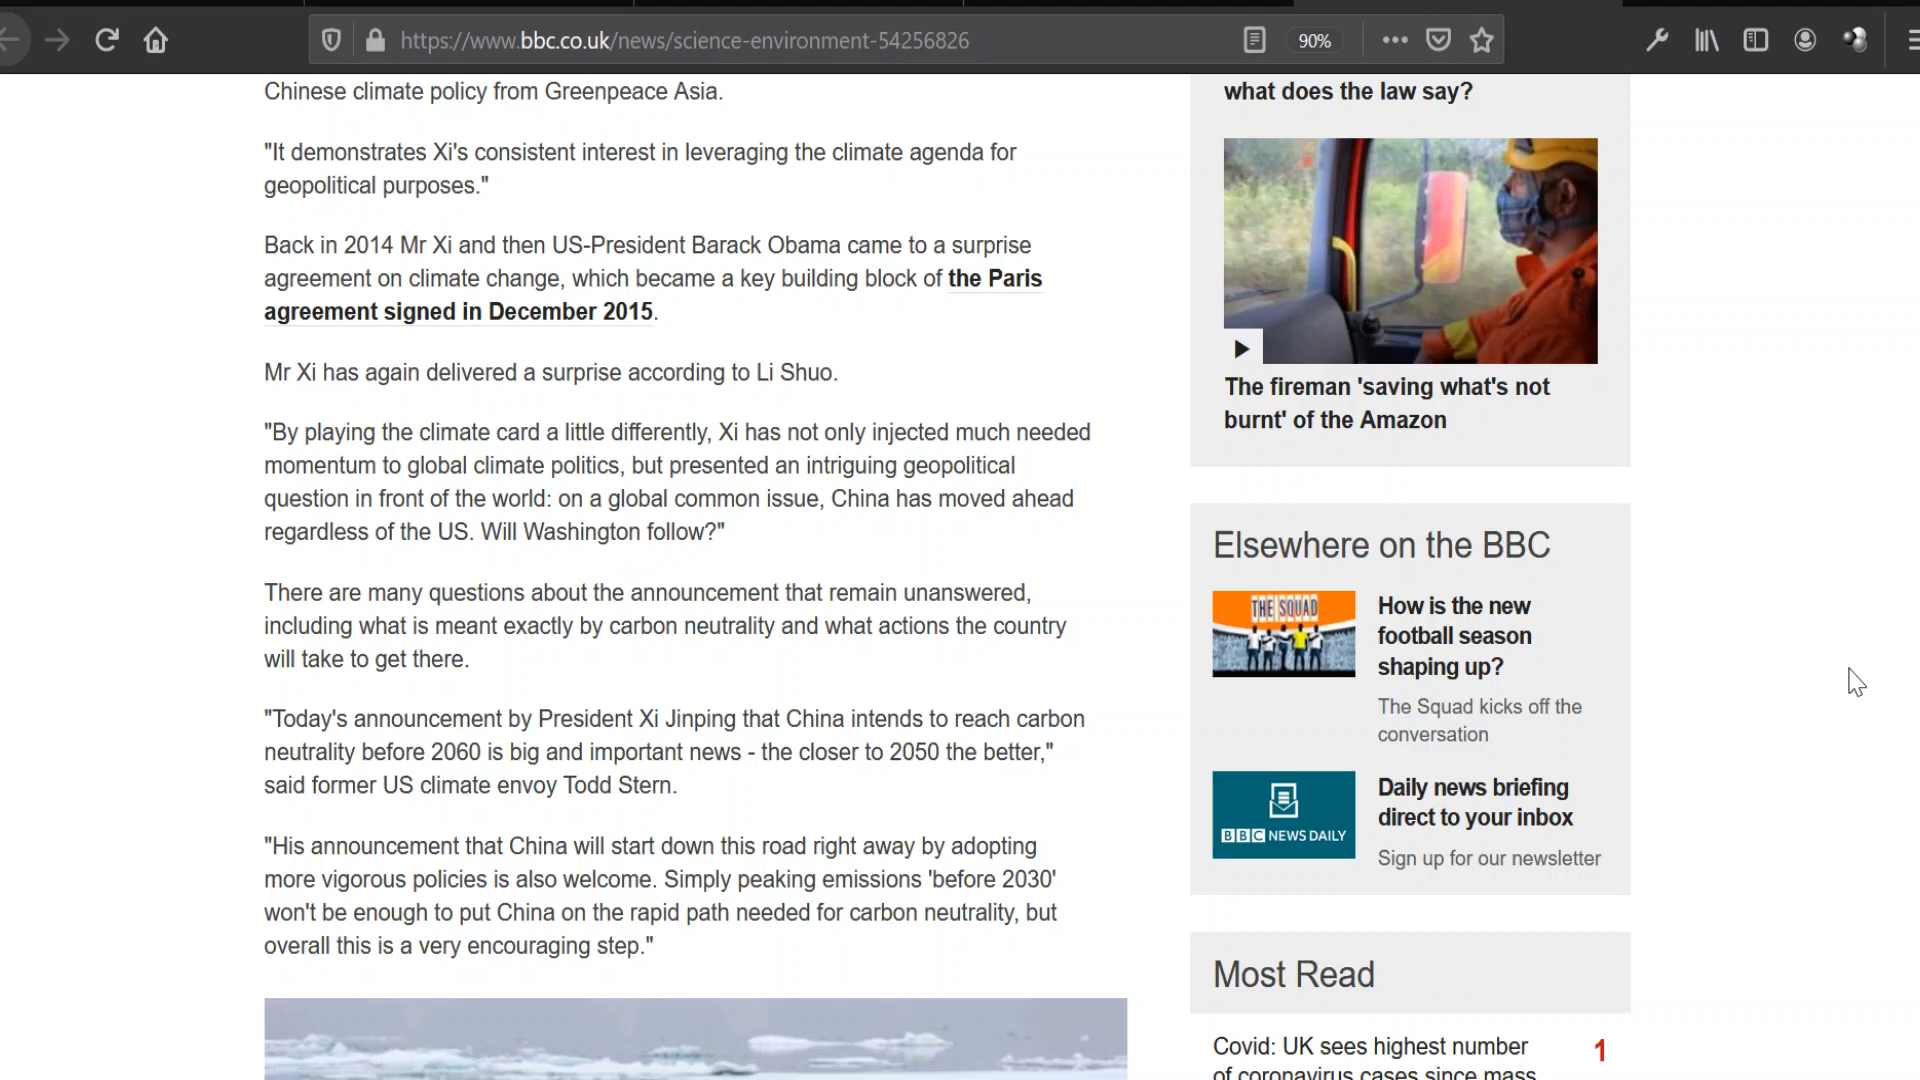 https://www.bbc.co.uk/news/science-environment-54256826
90%
Chinese climate policy from Greenpeace Asia.
"It demonstrates Xi's consistent interest in leveraging the climate agenda for
geopolitical purposes."
Back in 2014 Mr Xi and then US-President Barack Obama came to a surprise
agreement on climate change, which became a key building block of the Paris
agreement signed in December 2015.
Mr Xi has again delivered a surprise according to Li Shuo.
"By playing the climate card a little differently, Xi has not only injected much needed
momentum to global climate politics, but presented an intriguing geopolitical
question in front of the world: on a global common issue, China has moved ahead
regardless of the US. Will Washington follow?"
There are many questions about the announcement that remain unanswered,
including what is meant exactly by carbon neutrality and what actions the country
will take to get there.
"Today's announcement by President Xi Jinping that China intends to reach carbon
neutrality before 2060 is big and important news - the closer to 2050 the better,"
said former US climate envoy Todd Stern.
"His announcement that China will start down this road right away by adopting
more vigorous policies is also welcome. Simply peaking emissions 'before 2030'
won't be enough to put China on the rapid path needed for carbon neutrality, but
overall this is a very encouraging step."
what does the law say?
The fireman 'saving what's not
burnt' of the Amazon
Elsewhere on the BBC
THE SQUAD
How is the new
football season
shaping up?
The Squad kicks off the
conversation
BBC NEWS DAILY
Daily news briefing
direct to your inbox
Sign up for our newsletter
Most Read
Covid: UK sees highest number
1
of coronavirus cases since mass